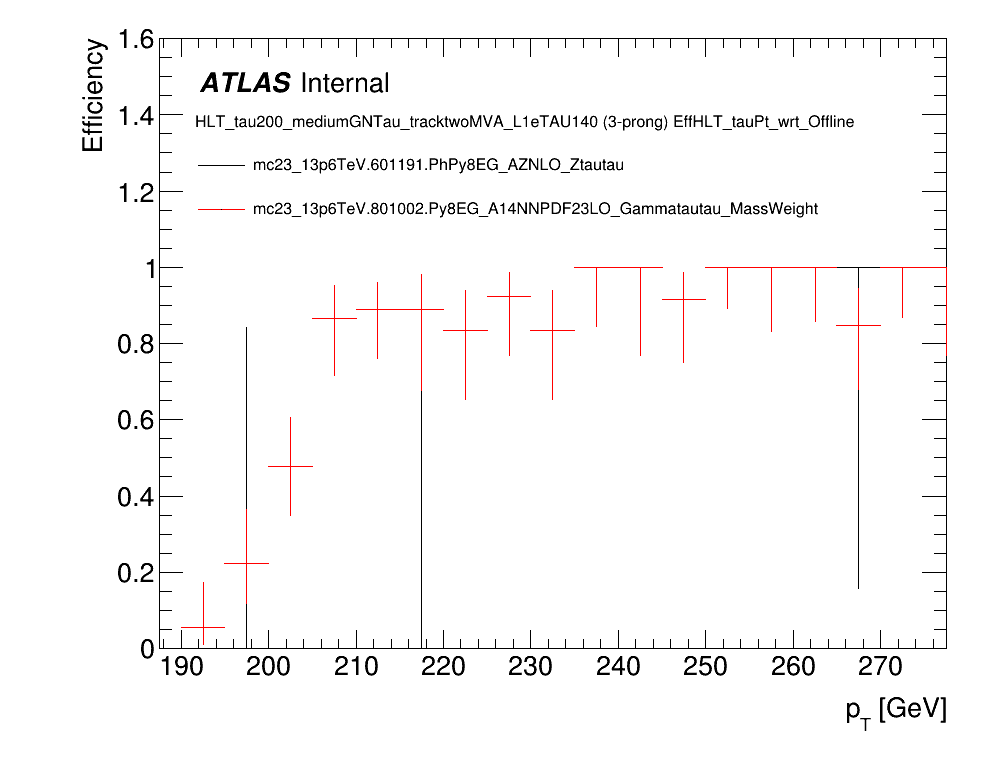 1.6
Efficiency
ATLAS Internal
1.4
HLT_tau200_mediumGNTau_tracktwoMVA_L1eTAU140 (3-prong) EffHLT_tauPt_wrt_Offline
mc23_13p6TeV.601191.PhPy8EG_AZNLO_Ztautau
1.2
mc23_13p6TeV.801002.Py8EG_A14NNPDF23LO_Gammatautau_MassWeight
1
0.8
0.6
0.4
0.2
0
190 200 210 220 230 240 250 260 270
p_T [GeV]